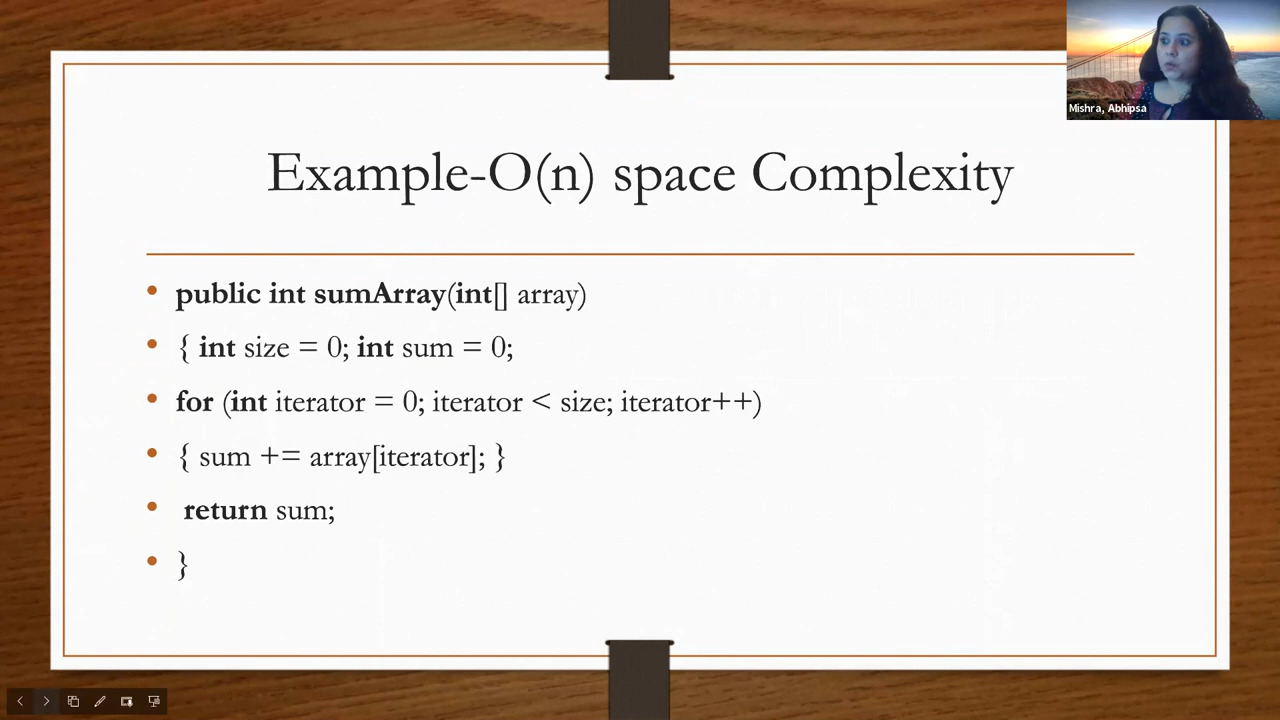 Mishra, Abhipsa
Example-O(n) space Complexity
• public int sumArray(int[] array)
• { int size = 0; int sum = 0;
• for (int iterator = 0; iterator < size; iterator++)
• { sum += array[iterator]; }
• return sum;
• }